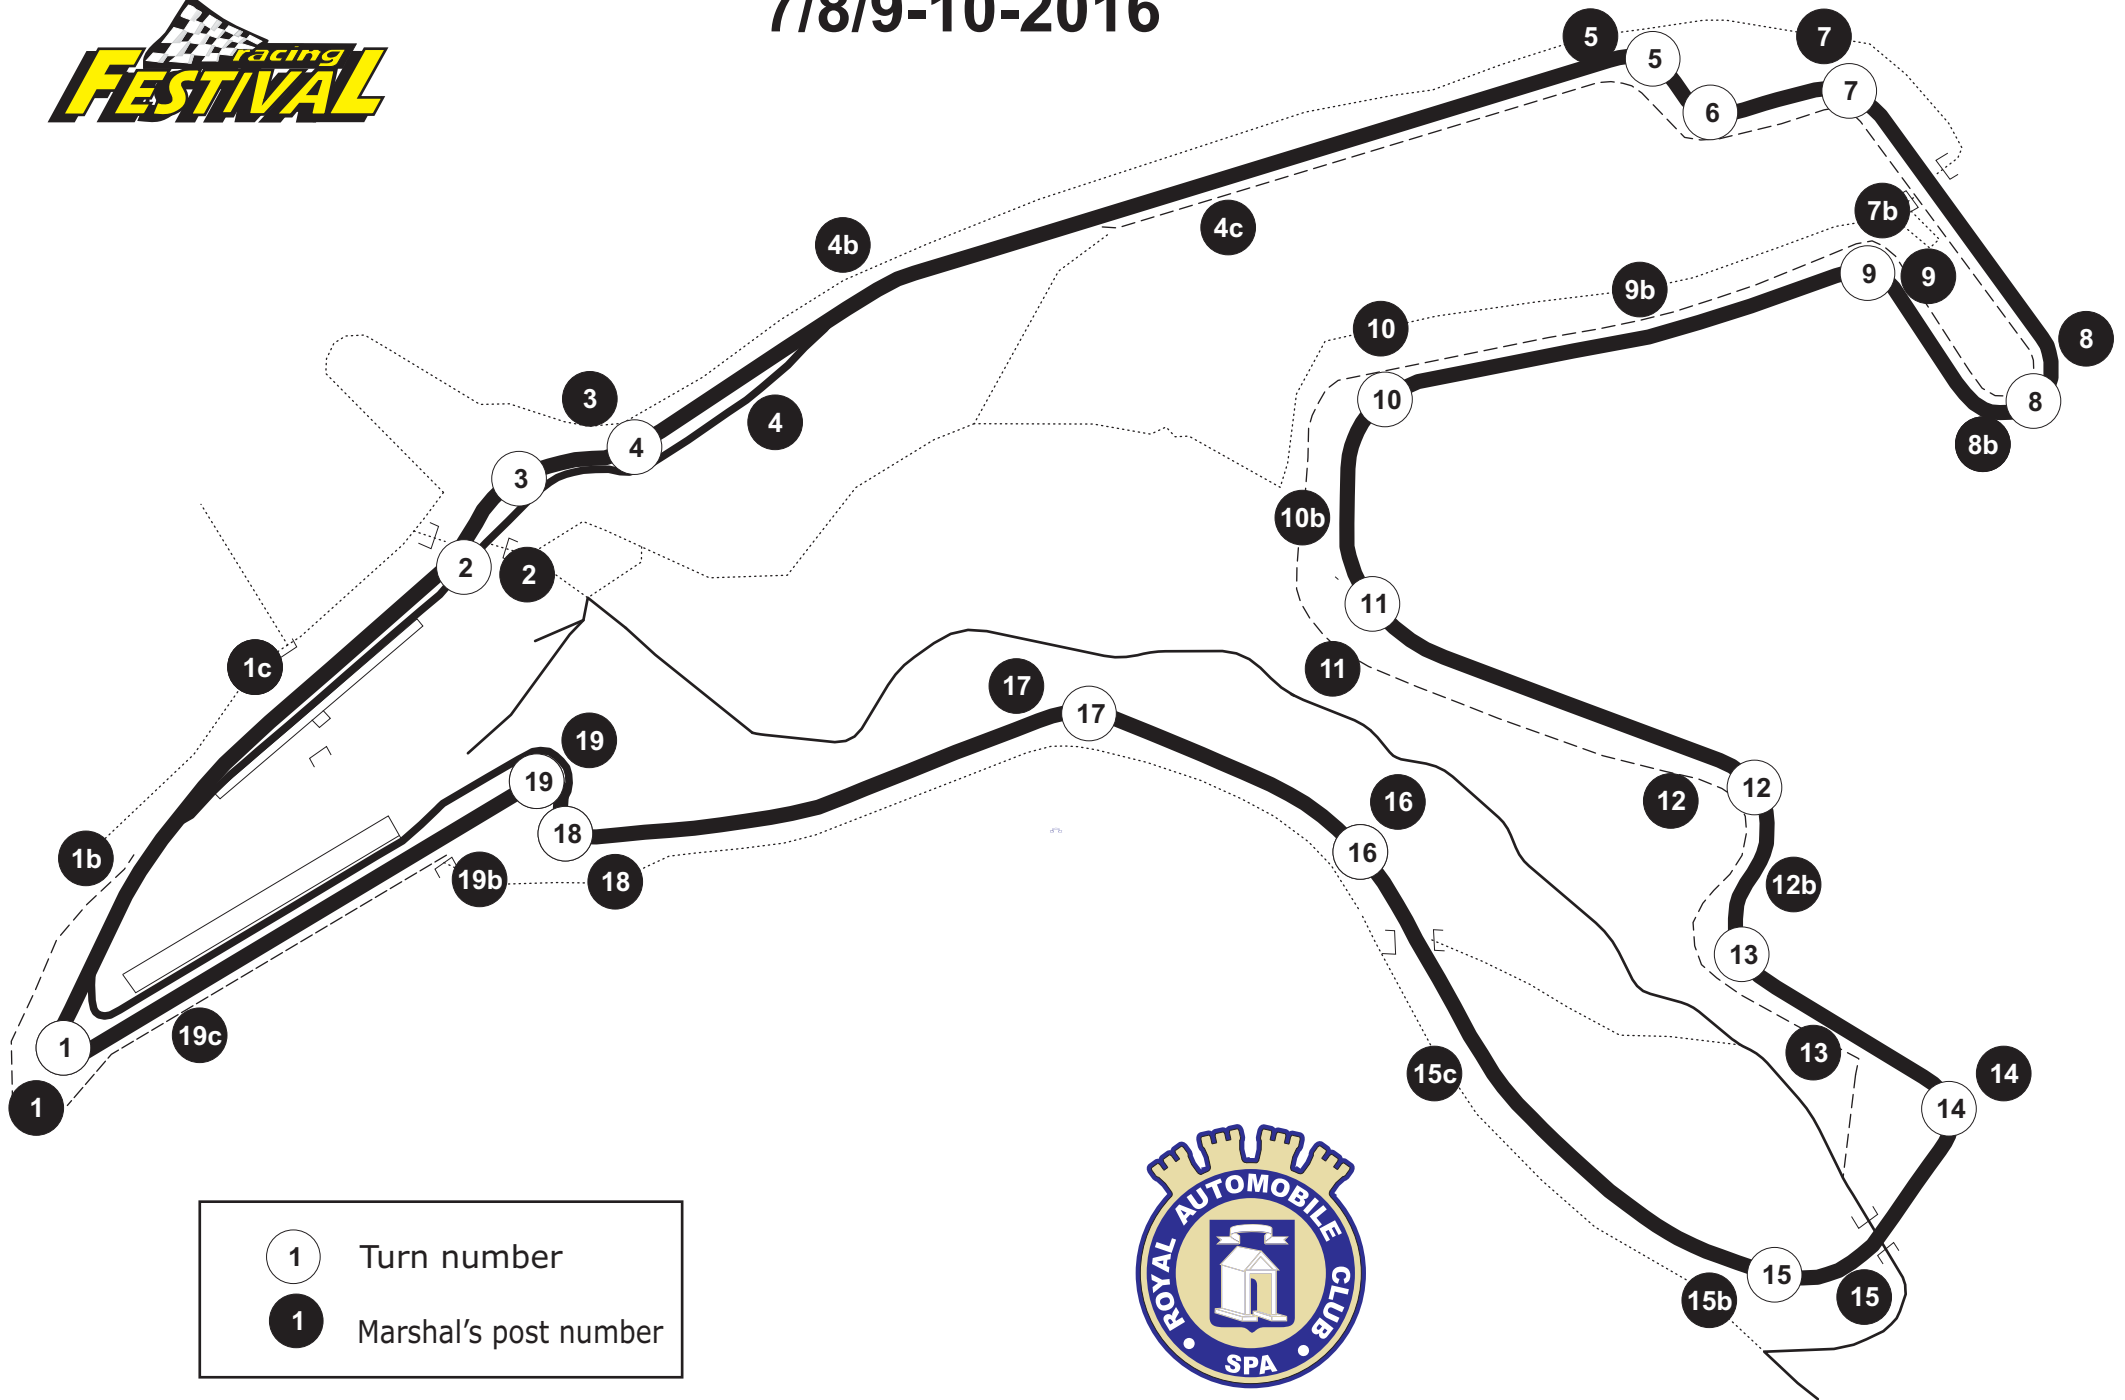 7/8/9-10-2016
racing
FESTIVAL
5
7
5
7
6
4b
4c
7b
9
9
9b
10
8
3
10
8
4
4
8b
3
10b
2
2
11
1c
11
17
17
19
19
12
12
16
18
16
1b
19b
18
12b
13
19c
1
13
15c
14
1
14
15
15b
15
1 Turn number
1 Marshal's post number
ROYAL AUTOMOBILE CLUB
SPA